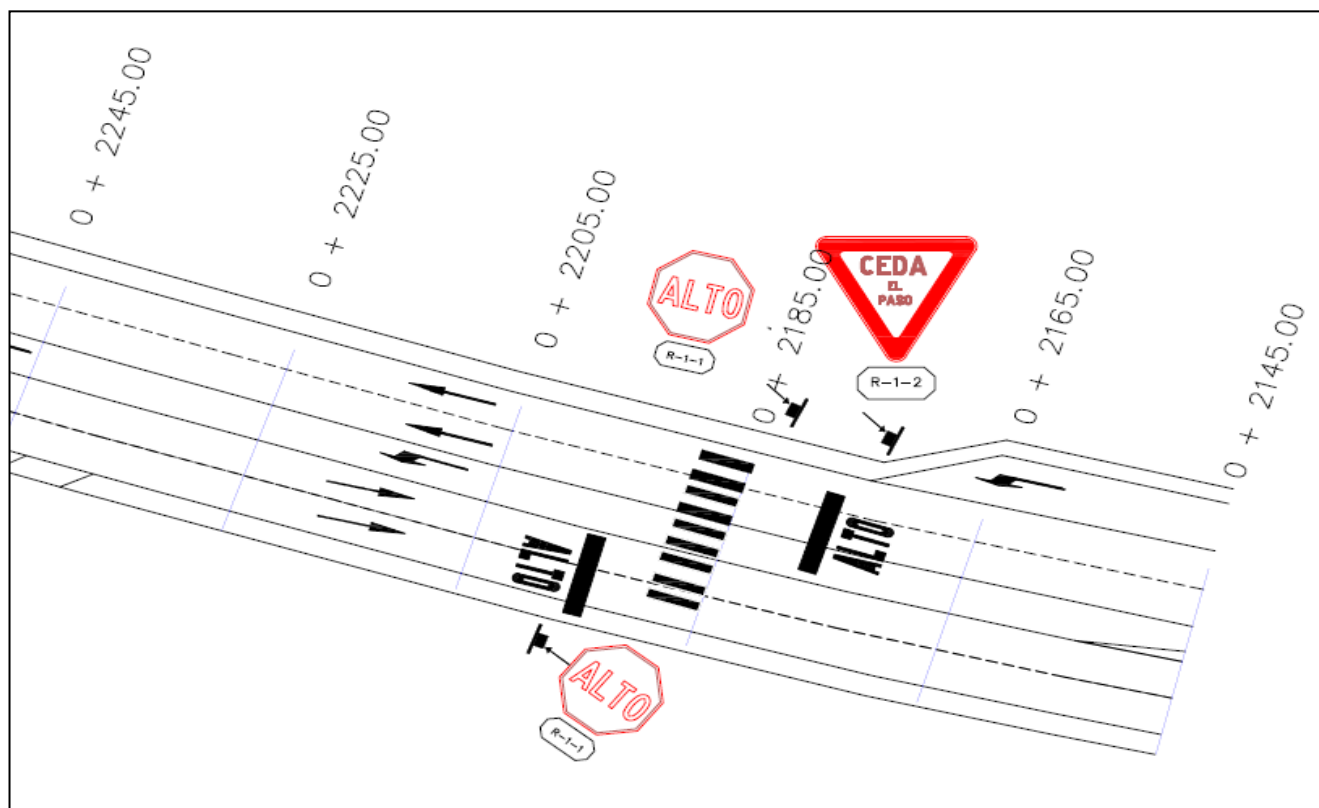 0 + 2245.00
0 + 2225.00
0 + 2205.00
0 + 2185.00
0 + 2165.00
0 + 2145.00
ALTO
R-1-1
CEDA
EL
PASO
R-1-2
ALTO
ALTO
ALTO
R-1-1